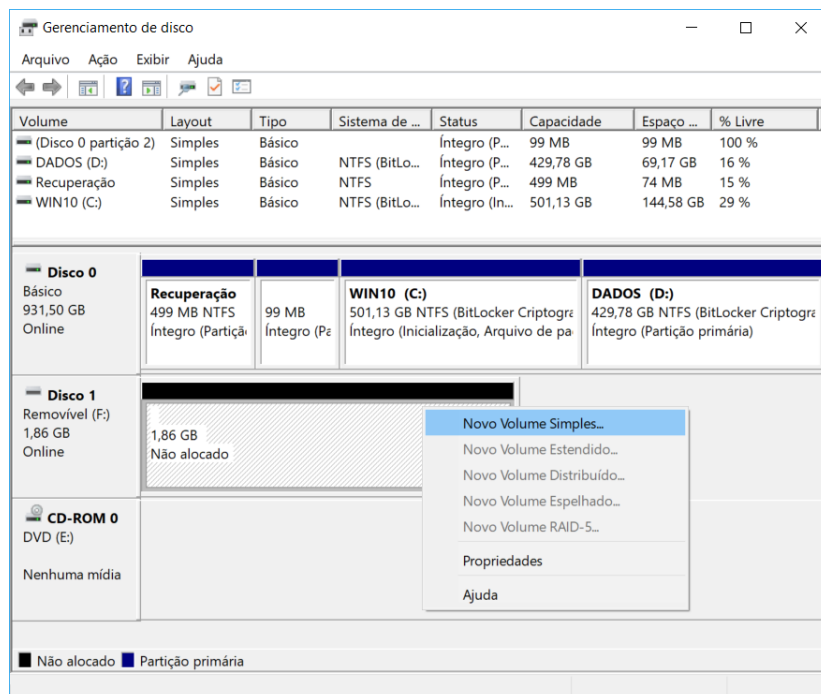 Gerenciamento de disco
Arquivo Ação Exibir Ajuda
Volume Layout Tipo Sistema de ... Status Capacidade Espaço ... % Livre
(Disco 0 partição 2) Simples Básico Íntegro (P... 99 MB 99 MB 100 %
DADOS (D:) Simples Básico NTFS (BitLo... Íntegro (P... 429,78 GB 69,17 GB 16 %
Recuperação Simples Básico NTFS Íntegro (P... 499 MB 74 MB 15 %
WIN10 (C:) Simples Básico NTFS (BitLo... Íntegro (In... 501,13 GB 144,58 GB 29 %
Disco 0
Básico
931,50 GB
Online
Recuperação
499 MB NTFS
Íntegro (Partiçã
99 MB
Íntegro (Pa
WIN10 (C:)
501,13 GB NTFS (BitLocker Criptogra
Íntegro (Inicialização, Arquivo de pa
DADOS (D:)
429,78 GB NTFS (BitLocker Criptogra
Íntegro (Partição primária)
Disco 1
Removível (F:)
1,86 GB
Online
1,86 GB
Não alocado
Novo Volume Simples...
Novo Volume Estendido...
Novo Volume Distribuído...
Novo Volume Espelhado...
Novo Volume RAID-5...
Propriedades
Ajuda
CD-ROM 0
DVD (E:)
Nenhuma mídia
Não alocado Partição primária